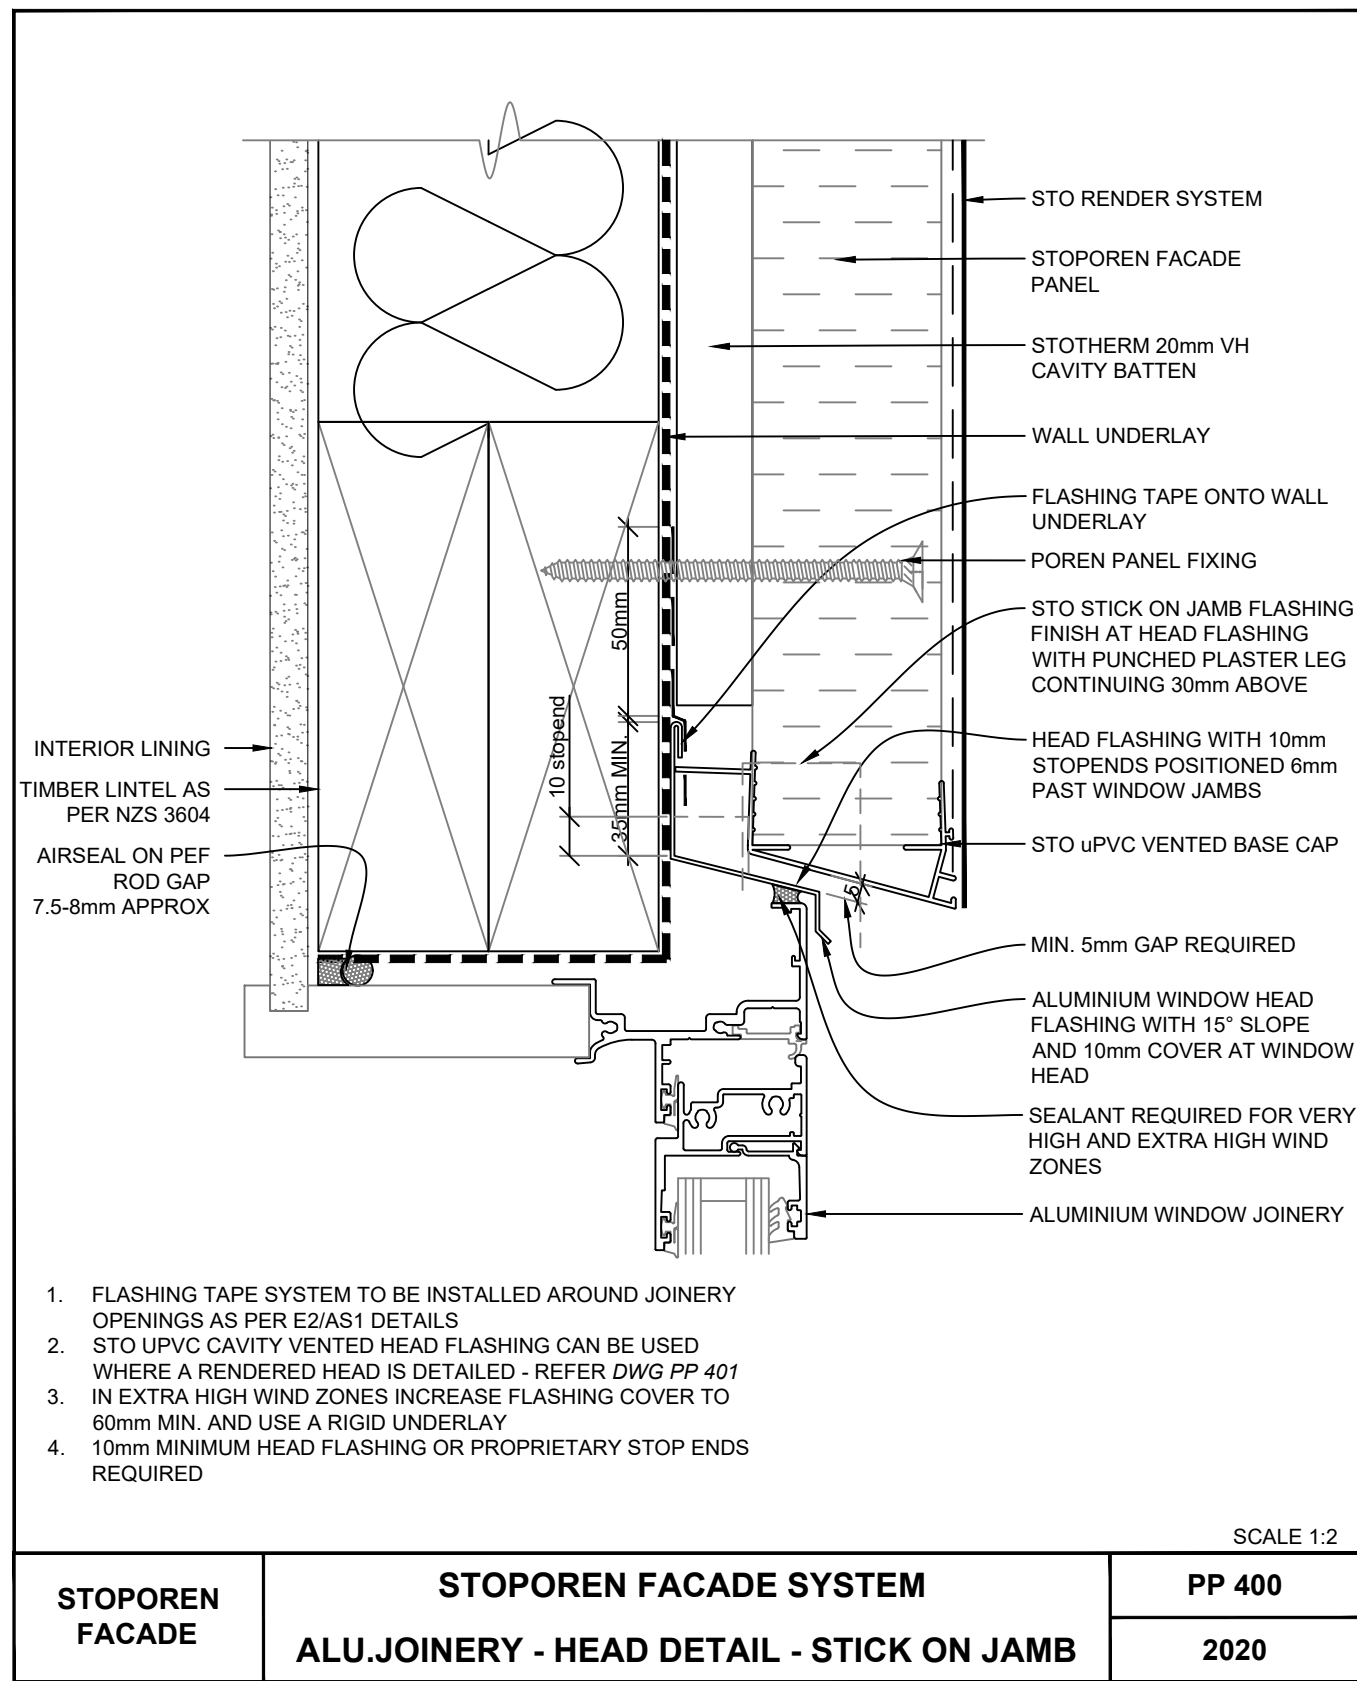 STO RENDER SYSTEM
STOPOREN FACADE
PANEL
STOTHERM 20mm VH
CAVITY BATTEN
WALL UNDERLAY
FLASHING TAPE ONTO WALL
UNDERLAY
POREN PANEL FIXING
STO STICK ON JAMB FLASHING
FINISH AT HEAD FLASHING
WITH PUNCHED PLASTER LEG
CONTINUING 30mm ABOVE
HEAD FLASHING WITH 10mm
STOPENDS POSITIONED 6mm
PAST WINDOW JAMBS
STO uPVC VENTED BASE CAP
MIN. 5mm GAP REQUIRED
ALUMINIUM WINDOW HEAD
FLASHING WITH 15° SLOPE
AND 10mm COVER AT WINDOW
HEAD
SEALANT REQUIRED FOR VERY
HIGH AND EXTRA HIGH WIND
ZONES
ALUMINIUM WINDOW JOINERY
50mm
10 stopend
35mm MIN.
5
INTERIOR LINING
TIMBER LINTEL AS
PER NZS 3604
AIRSEAL ON PEF
ROD GAP
7.5-8mm APPROX
1. FLASHING TAPE SYSTEM TO BE INSTALLED AROUND JOINERY
OPENINGS AS PER E2/AS1 DETAILS
2. STO UPVC CAVITY VENTED HEAD FLASHING CAN BE USED
WHERE A RENDERED HEAD IS DETAILED - REFER DWG PP 401
3. IN EXTRA HIGH WIND ZONES INCREASE FLASHING COVER TO
60mm MIN. AND USE A RIGID UNDERLAY
4. 10mm MINIMUM HEAD FLASHING OR PROPRIETARY STOP ENDS
REQUIRED
SCALE 1:2
STOPOREN
FACADE
STOPOREN FACADE SYSTEM
ALU.JOINERY - HEAD DETAIL - STICK ON JAMB
PP 400
2020